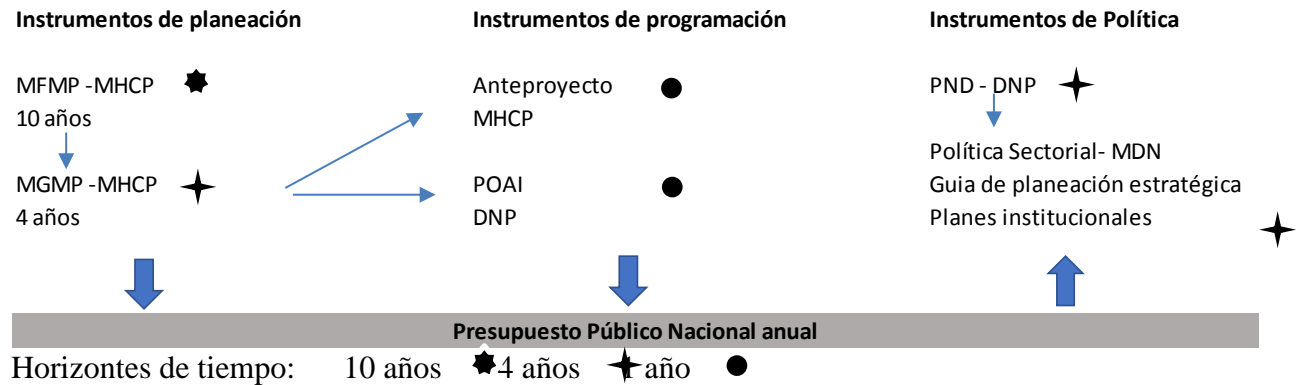 Instrumentos de planeación
MFMP -MHCP
10 años
MGMP -MHCP
4 años
Instrumentos de programación
Anteproyecto
MHCP
POAI
DNP
Instrumentos de Política
PND - DNP
Política Sectorial- MDN
Guia de planeación estratégica
Planes institucionales
Presupuesto Público Nacional anual
Horizontes de tiempo: 10 años 4 años 1 año